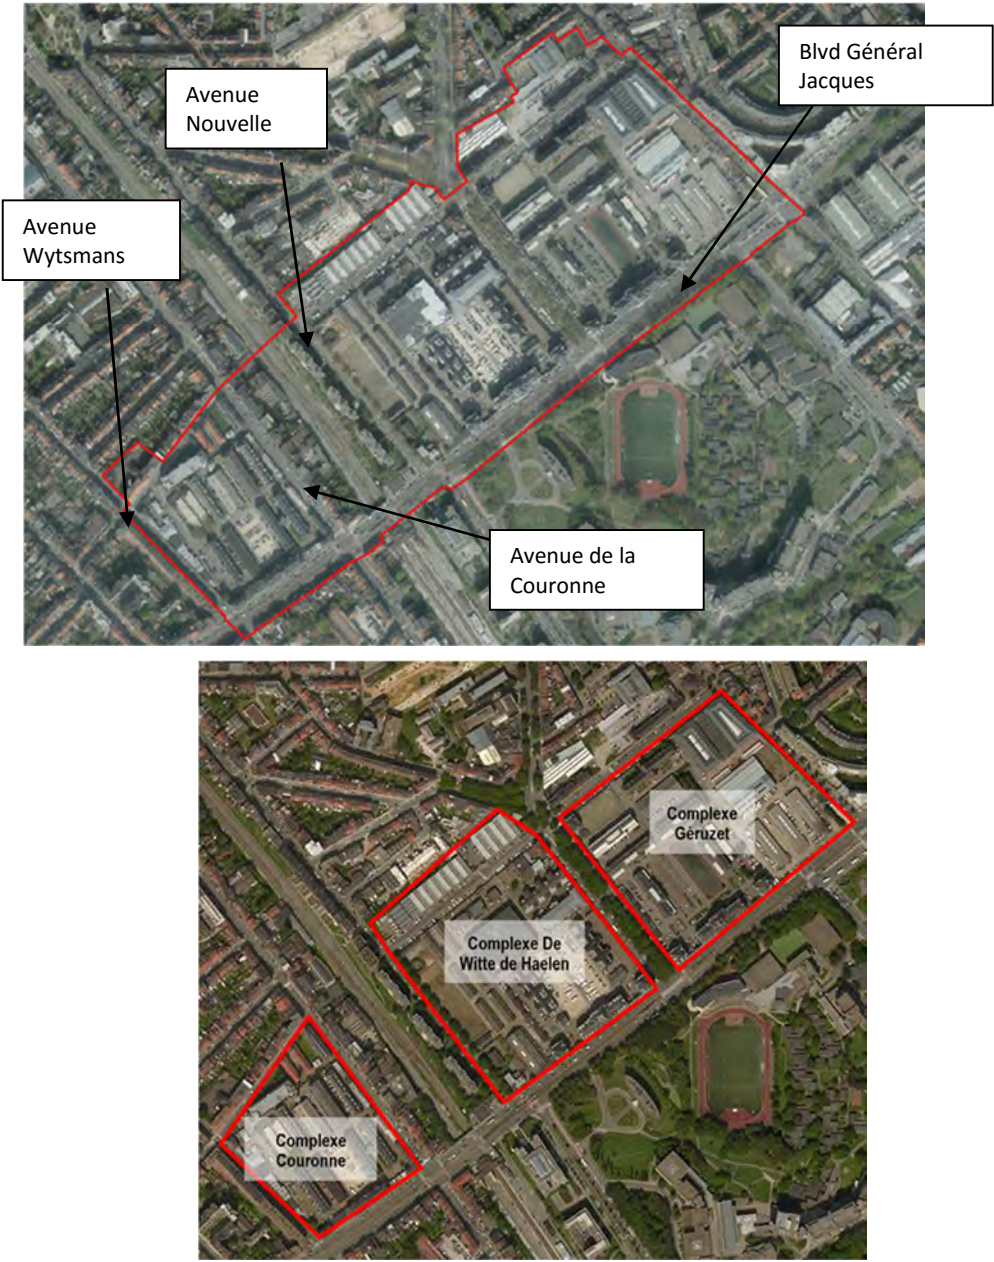 Blvd Général
Jacques
Avenue
Nouvelle
Avenue
Wytsmans
Avenue de la
Couronne
Complexe
Géruzet
Complexe De
Witte de Haelen
Complexe
Couronne